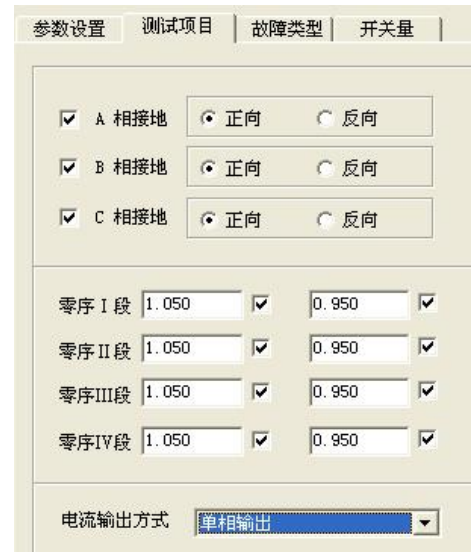 参数设置 测试项目 故障类型 开关量
A 相接地 正向 反向
B 相接地 正向 反向
C 相接地 正向 反向
零序I段 1.050 0.950
零序II段 1.050 0.950
零序III段 1.050 0.950
零序IV段 1.050 0.950
电流输出方式 单相输出